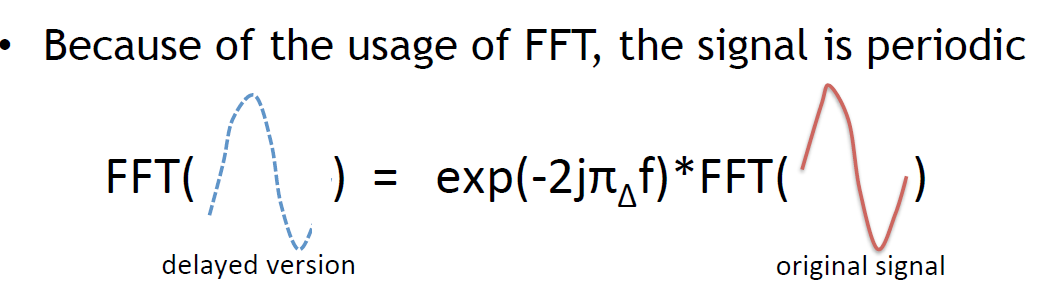 • Because of the usage of FFT, the signal is periodic
FFT( ) = exp(-2jπΔf)*FFT( )
delayed version
original signal